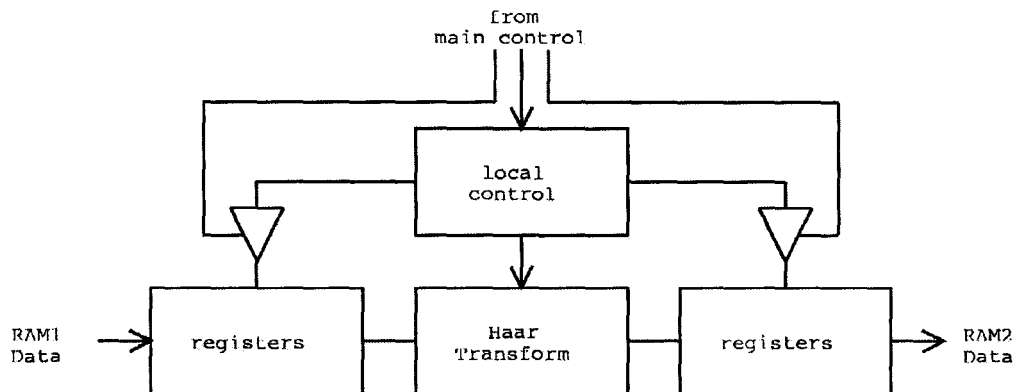 from
main control
local
control
RAM1
Data
registers
Haar
Transform
registers
RAM2
Data